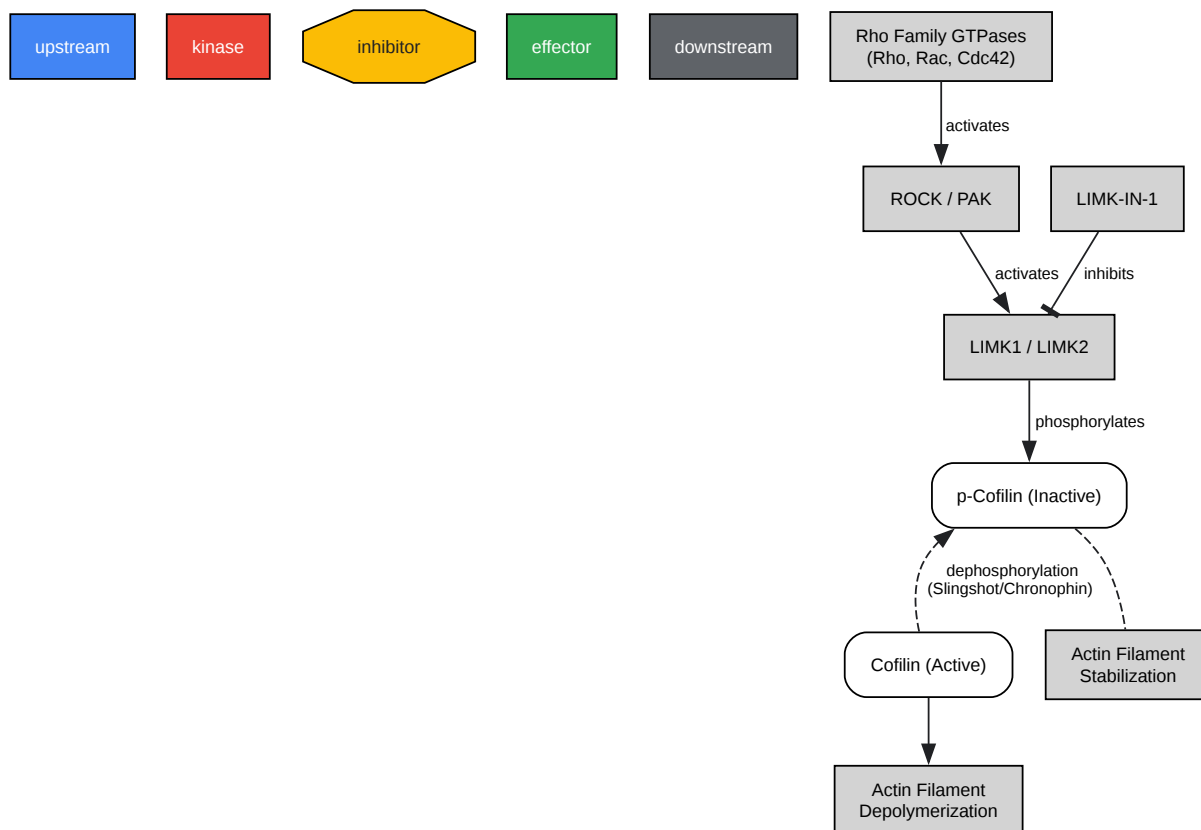 upstream
kinase
inhibitor
effector
downstream
Rho Family GTPases
(Rho, Rac, Cdc42)
activates
ROCK / PAK
LIMK-IN-1
activates
inhibits
LIMK1 / LIMK2
phosphorylates
p-Cofilin (Inactive)
dephosphorylation
(Slingshot/Chronophin)
Cofilin (Active)
Actin Filament
Stabilization
Actin Filament
Depolymerization